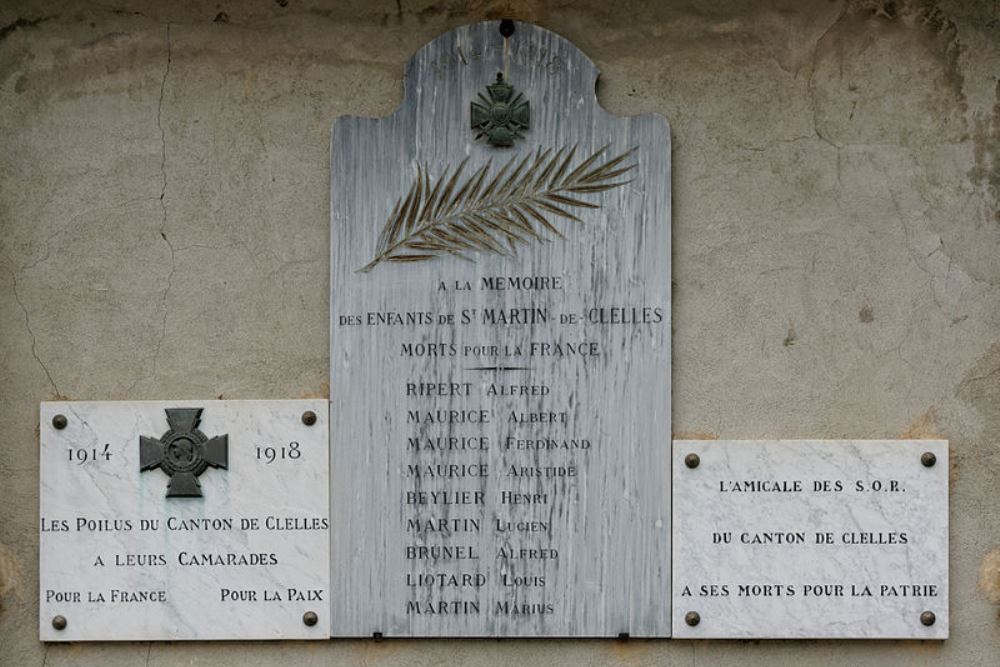 1914-1918
A LA MEMOIRE
DES ENFANTS DE ST MARTIN-DE-CLELLES
MORTS POUR LA FRANCE
RIPERT ALFRED
MAURICE ALBERT
MAURICE FERDINAND
MAURICE ARISTIDE
BEYLIER HENRI
MARTIN LUCIEN
BRUNEL ALFRED
LIOTARD LOUIS
MARTIN MARIUS
1914 1918
LES POILUS DU CANTON DE CLELLES
A LEURS CAMARADES
POUR LA FRANCE POUR LA PAIX
L'AMICALE DES S.O.R.
DU CANTON DE CLELLES
A SES MORTS POUR LA PATRIE